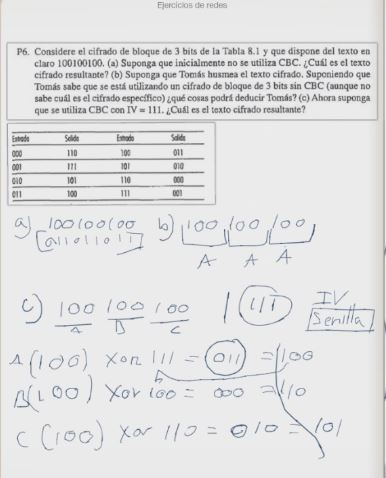 Ejercicios de redes
P6. Considere el cifrado de bloque de 3 bits de la Tabla 8.1 y que dispone del texto en
claro 100100100. (a) Suponga que inicialmente no se utiliza CBC. ¿Cuál es el texto
cifrado resultante? (b) Suponga que Tomás husmea el texto cifrado. Suponiendo que
Tomás sabe que se está utilizando un cifrado de bloque de 3 bits sin CBC (aunque no
sabe cuál es el cifrado específico) ¿qué cosas podrá deducir Tomás? (c) Ahora suponga
que se utiliza CBC con IV = 111. ¿Cuál es el texto cifrado resultante?
Entrada Salida Entrada Salida
000 110 100 011
001 111 101 010
010 101 110 000
011 100 111 001
a) 100100100 b) 100 100 100
011011011 A A A
c) 100 100 100 111 IV
A B C Semilla
A (100) xor 111 = 011 = 100
B (100) xor 100 = 000 = 110
C (100) xor 110 = 010 = 101